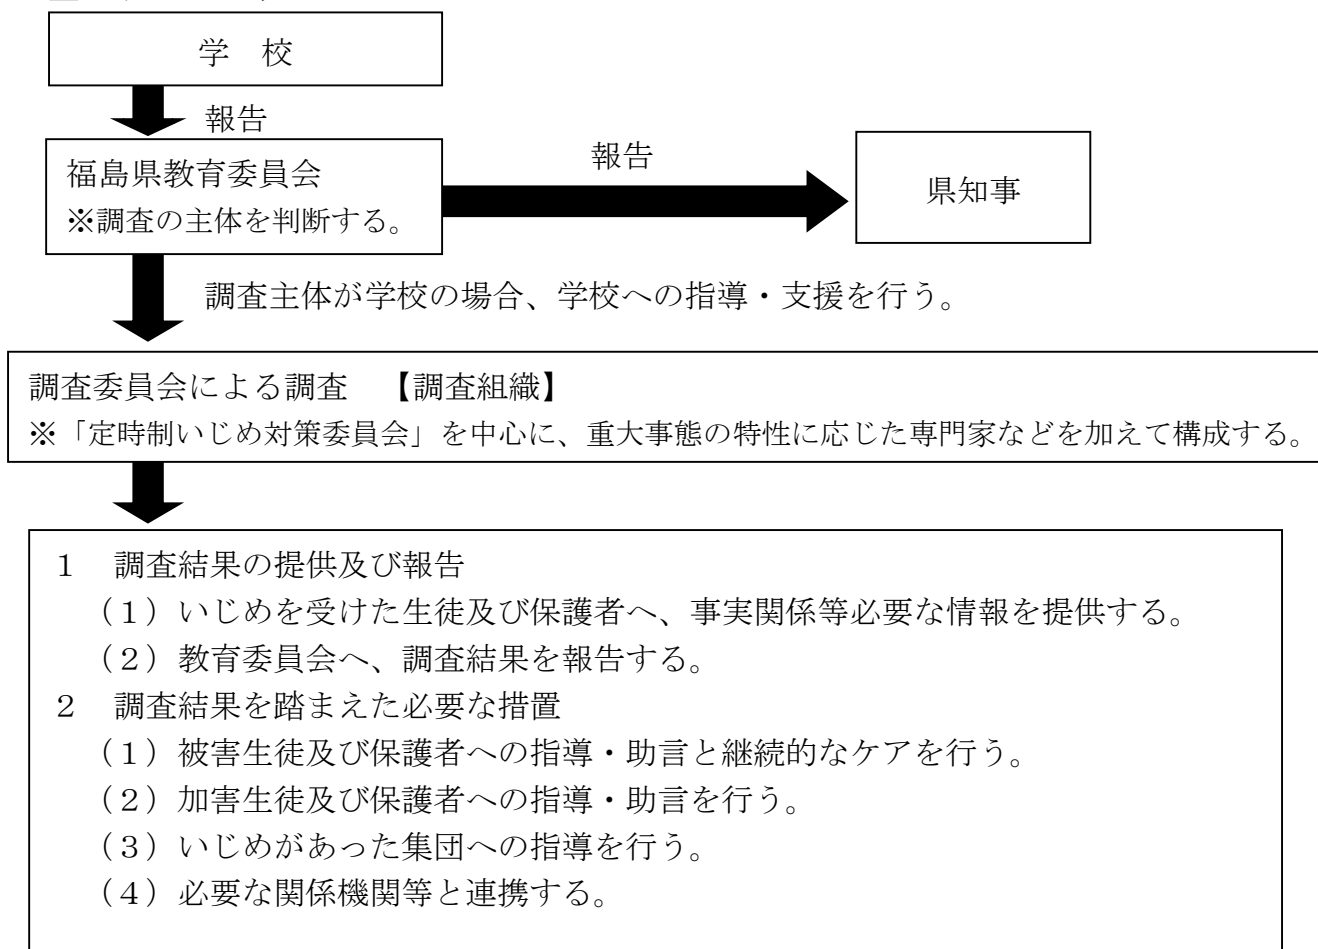 学　校
報告
福島県教育委員会
※調査の主体を判断する。
報告
県知事
調査主体が学校の場合、学校への指導・支援を行う。
調査委員会による調査　【調査組織】
※「定時制いじめ対策委員会」を中心に、重大事態の特性に応じた専門家などを加えて構成する。
１　調査結果の提供及び報告
（１）いじめを受けた生徒及び保護者へ、事実関係等必要な情報を提供する。
（２）教育委員会へ、調査結果を報告する。
２　調査結果を踏まえた必要な措置
（１）被害生徒及び保護者への指導・助言と継続的なケアを行う。
（２）加害生徒及び保護者への指導・助言を行う。
（３）いじめがあった集団への指導を行う。
（４）必要な関係機関等と連携する。